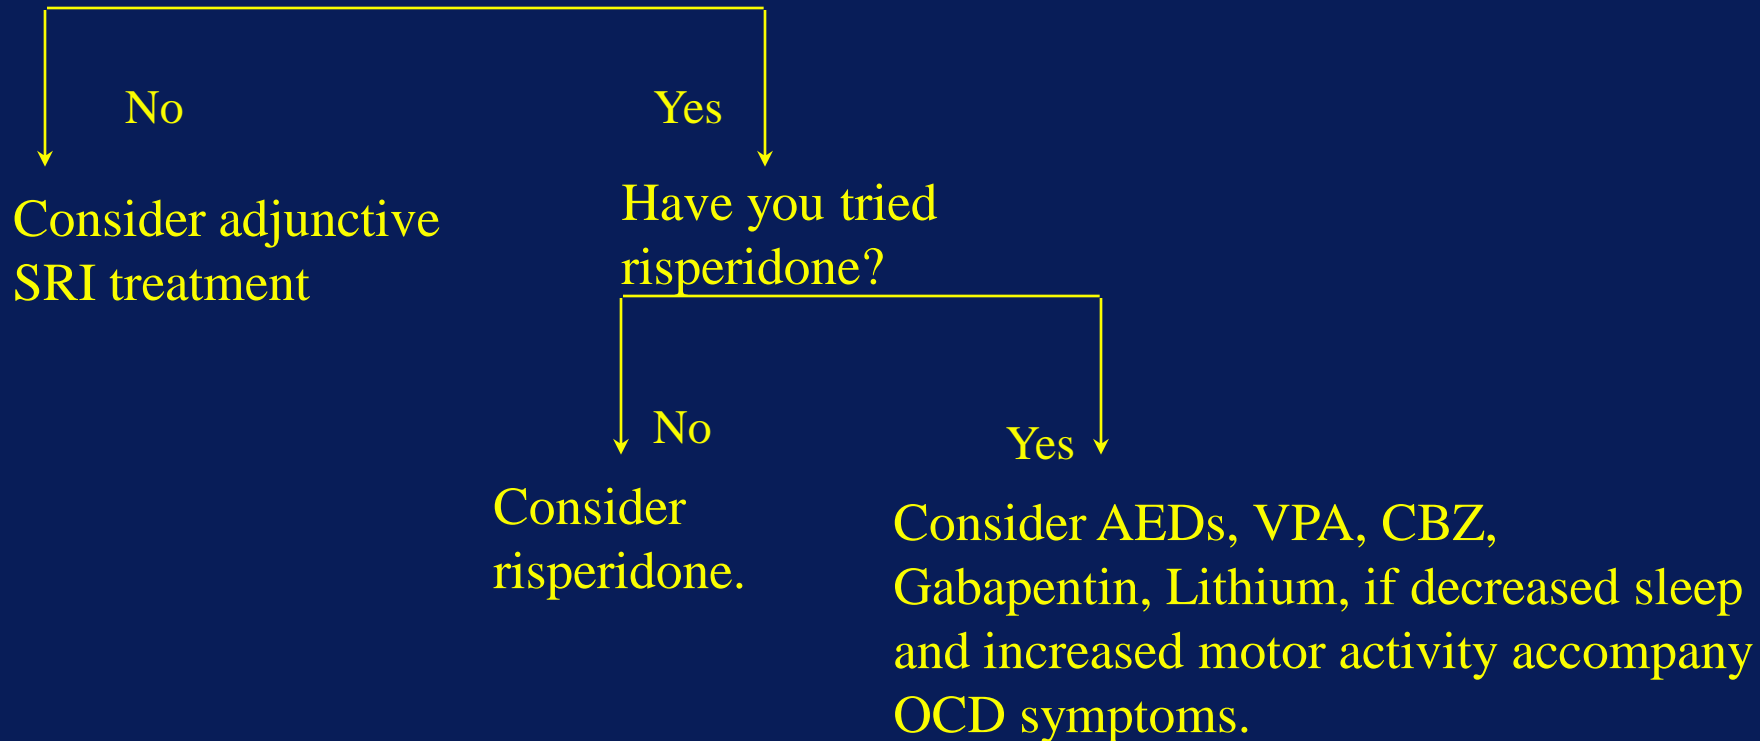 No
Yes
Consider adjunctive
SRI treatment
Have you tried
risperidone?
No
Yes
Consider
risperidone.
Consider AEDs, VPA, CBZ,
Gabapentin, Lithium, if decreased sleep
and increased motor activity accompany
OCD symptoms.